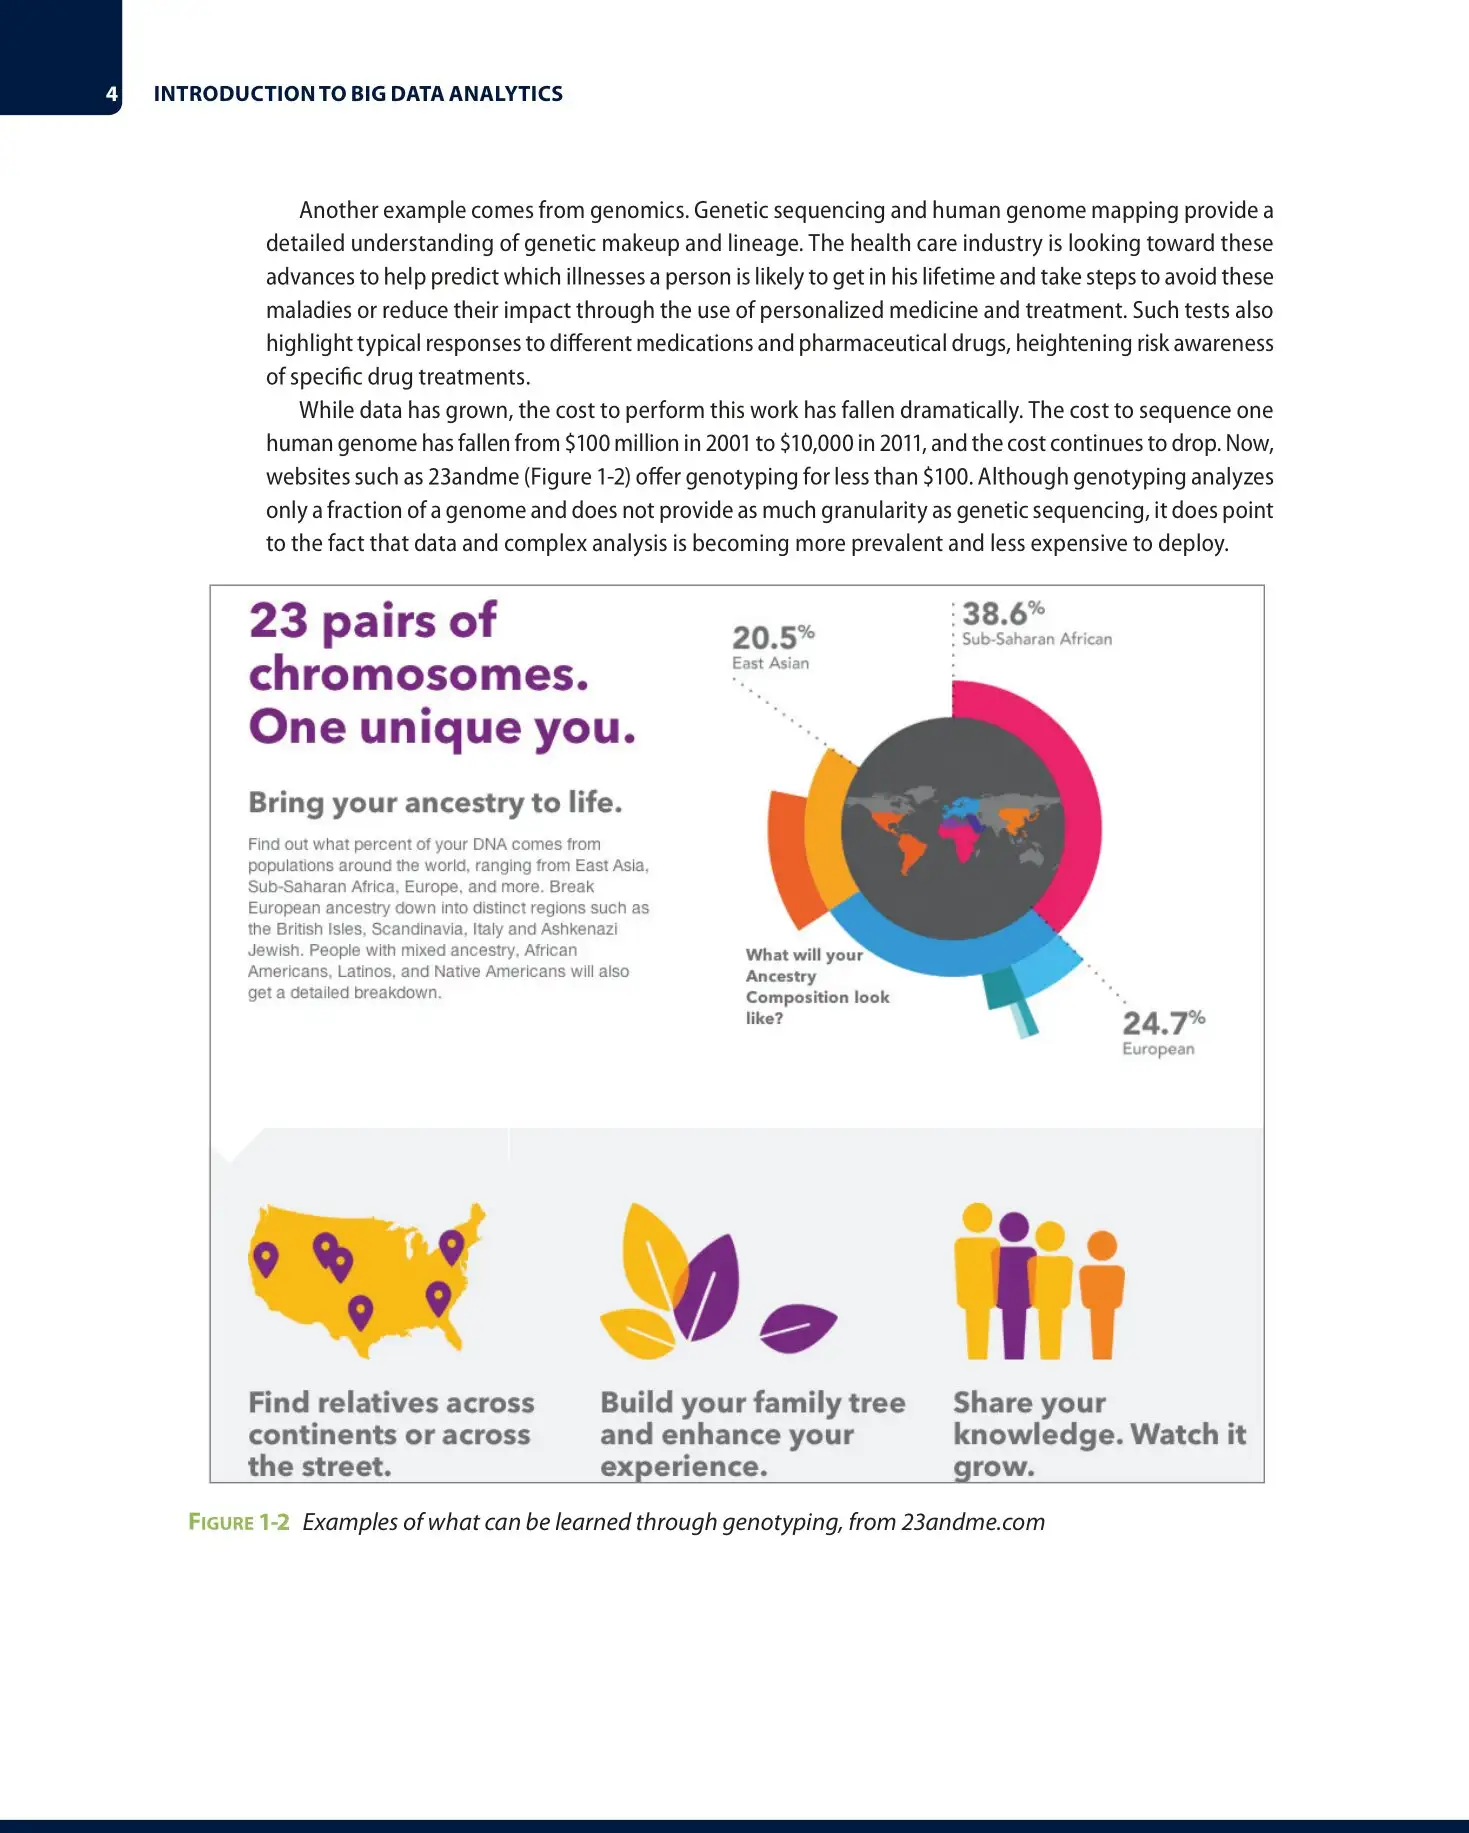 4 INTRODUCTION TO BIG DATA ANALYTICS
Another example comes from genomics. Genetic sequencing and human genome mapping provide a
detailed understanding of genetic makeup and lineage. The health care industry is looking toward these
advances to help predict which illnesses a person is likely to get in his lifetime and take steps to avoid these
maladies or reduce their impact through the use of personalized medicine and treatment. Such tests also
highlight typical responses to different medications and pharmaceutical drugs, heightening risk awareness
of specific drug treatments.
While data has grown, the cost to perform this work has fallen dramatically. The cost to sequence one
human genome has fallen from $100 million in 2001 to $10,000 in 2011, and the cost continues to drop. Now,
websites such as 23andme (Figure 1-2) offer genotyping for less than $100. Although genotyping analyzes
only a fraction of a genome and does not provide as much granularity as genetic sequencing, it does point
to the fact that data and complex analysis is becoming more prevalent and less expensive to deploy.
23 pairs of
chromosomes.
One unique you.
Bring your ancestry to life.
Find out what percent of your DNA comes from
populations around the world, ranging from East Asia,
Sub-Saharan Africa, Europe, and more. Break
European ancestry down into distinct regions such as
the British Isles, Scandinavia, Italy and Ashkenazi
Jewish. People with mixed ancestry, African
Americans, Latinos, and Native Americans will also
get a detailed breakdown.
20.5%
East Asian
38.6%
Sub-Saharan African
What will your
Ancestry
Composition look
like?
24.7%
European
Find relatives across
continents or across
the street.
Build your family tree
and enhance your
experience.
Share your
knowledge. Watch it
grow.
FIGURE 1-2 Examples of what can be learned through genotyping, from 23andme.com